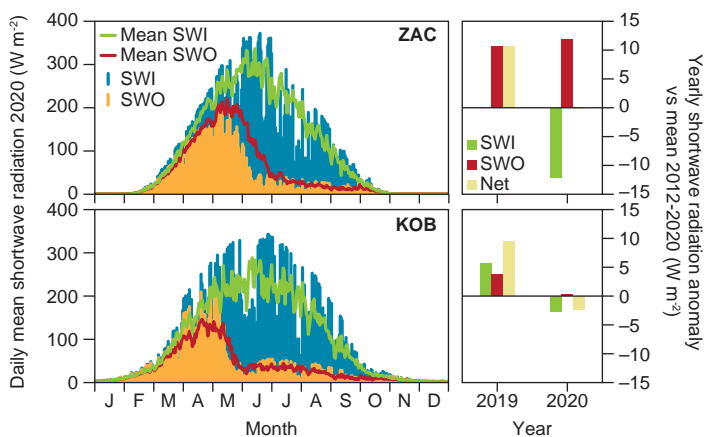 Daily mean shortwave radiation 2020 (W m-2)
400
300
200
100
0
Mean SWI
Mean SWO
SWI
SWO
ZAC
SWI
SWO
Net
15
10
5
0
−5
−10
−15
400
300
200
100
0
KOB
15
10
5
0
−5
−10
−15
J F M A M J J A S O N D
Month
2019 2020
Year
Yearly shortwave radiation anomaly
vs mean 2012-2020 (W m-2)